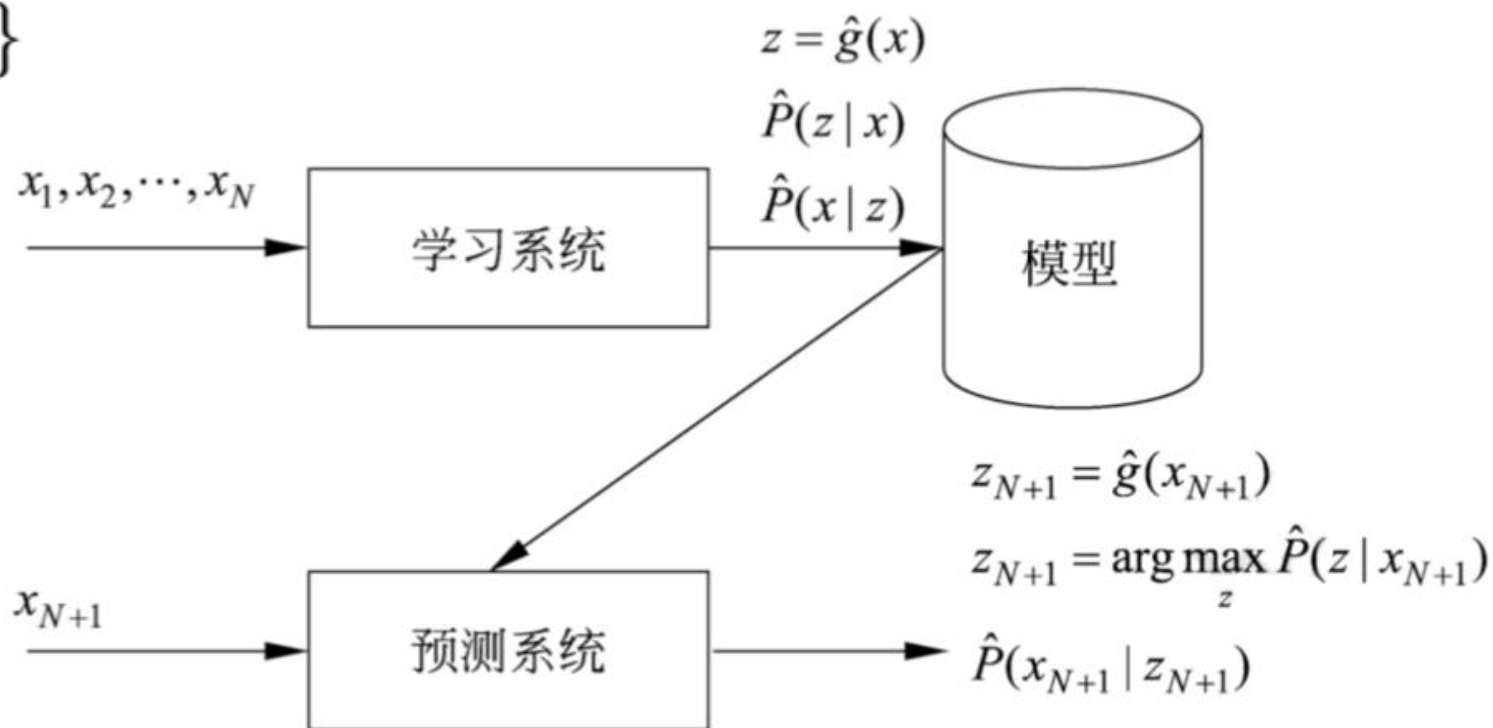 }
z = ĝ(x)
P̂(z | x)
P̂(x | z)
x₁, x₂, ⋯, x_N
学习系统
模型
z_{N+1} = ĝ(x_{N+1})
z_{N+1} = arg max_z P̂(z | x_{N+1})
x_{N+1}
预测系统
P̂(x_{N+1} | z_{N+1})